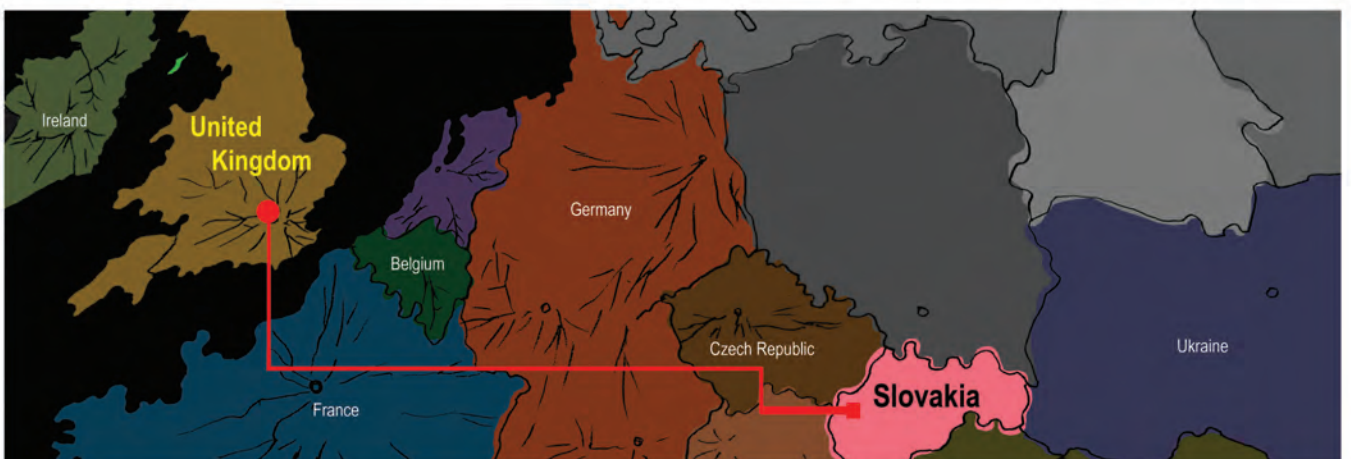 Ireland
United
Kingdom
Germany
Belgium
Czech Republic
Ukraine
Slovakia
France